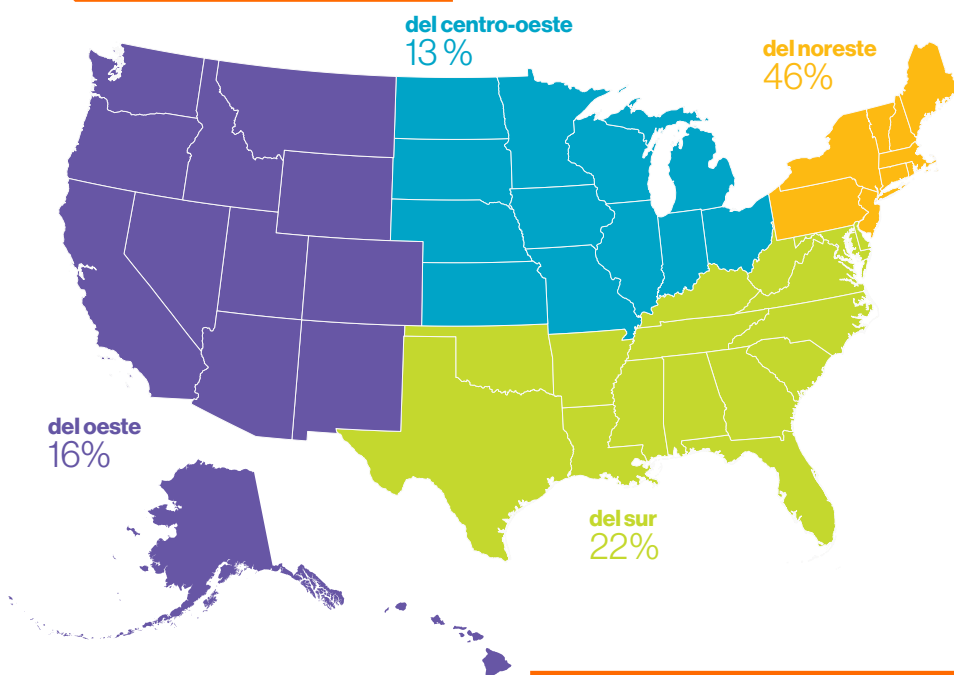 del centro-oeste
13 %
del noreste
46%
del oeste
16%
del sur
22%